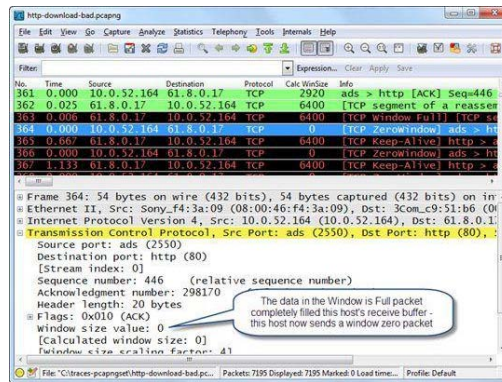 http-download-bad.pcapng
File Edit View Go Capture Analyze Statistics Telephony Tools Internals Help
Filter: Expression... Clear Apply Save
No. Time Source Destination Protocol Calc WinSize Info
361 0.000 10.0.52.164 61.8.0.17 TCP 2920 ads > http [ACK] Seq=446
362 0.025 61.8.0.17 10.0.52.164 TCP 6400 [TCP segment of a reasse
363 0.006 61.8.0.17 10.0.52.164 TCP 6400 [TCP Window Full] [TCP se
364 0.000 10.0.52.164 61.8.0.17 TCP 0 [TCP ZeroWindow] ads > ht
365 0.667 61.8.0.17 10.0.52.164 TCP 6400 [TCP Keep-Alive] http > a
366 0.000 10.0.52.164 61.8.0.17 TCP 0 [TCP ZeroWindow] ads > ht
367 1.133 61.8.0.17 10.0.52.164 TCP 6400 [TCP Keep-Alive] http > a
Frame 364: 54 bytes on wire (432 bits), 54 bytes captured (432 bits) on in
Ethernet II, Src: Sony_f4:3a:09 (08:00:46:f4:3a:09), Dst: 3Com_c9:51:b6 (00
Internet Protocol Version 4, Src: 10.0.52.164 (10.0.52.164), Dst: 61.8.0.1
Transmission Control Protocol, Src Port: ads (2550), Dst Port: http (80),
Source port: ads (2550)
Destination port: http (80)
[Stream index: 0]
Sequence number: 446 (relative sequence number)
Acknowledgment number: 298170
Header length: 20 bytes
Flags: 0x010 (ACK)
Window size value: 0
[Calculated window size: 0]
[Window size scaling factor: 4]
The data in the Window is Full packet
completely filled this host's receive buffer -
this host now sends a window zero packet
File: "C:\traces-pcapngset\http-download-bad.pc... Packets: 7195 Displayed: 7195 Marked: 0 Load time:... Profile: Default